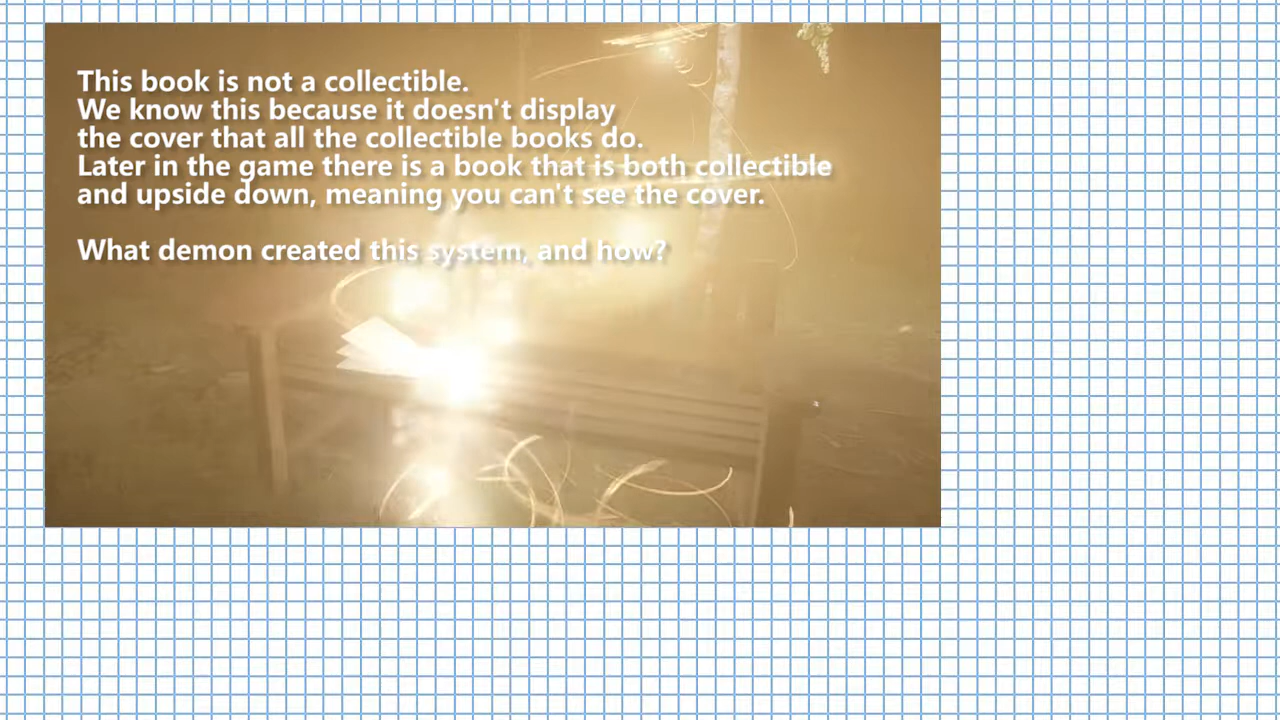 This book is not a collectible.
We know this because it doesn't display
the cover that all the collectible books do.
Later in the game there is a book that is both collectible
and upside down, meaning you can't see the cover.
What demon created this system, and how?